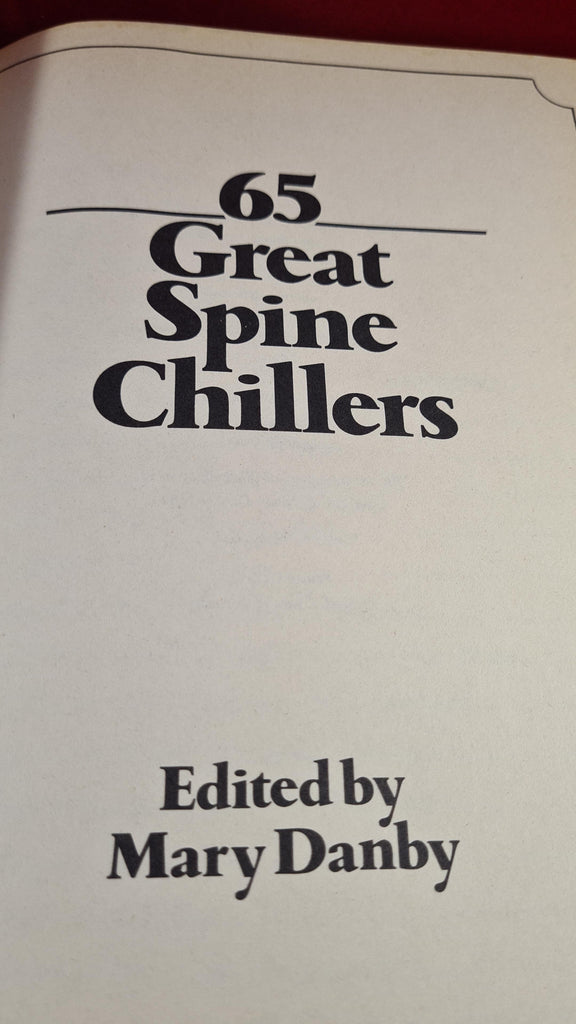 65
Great
Spine
Chillers
Edited by
Mary Danby